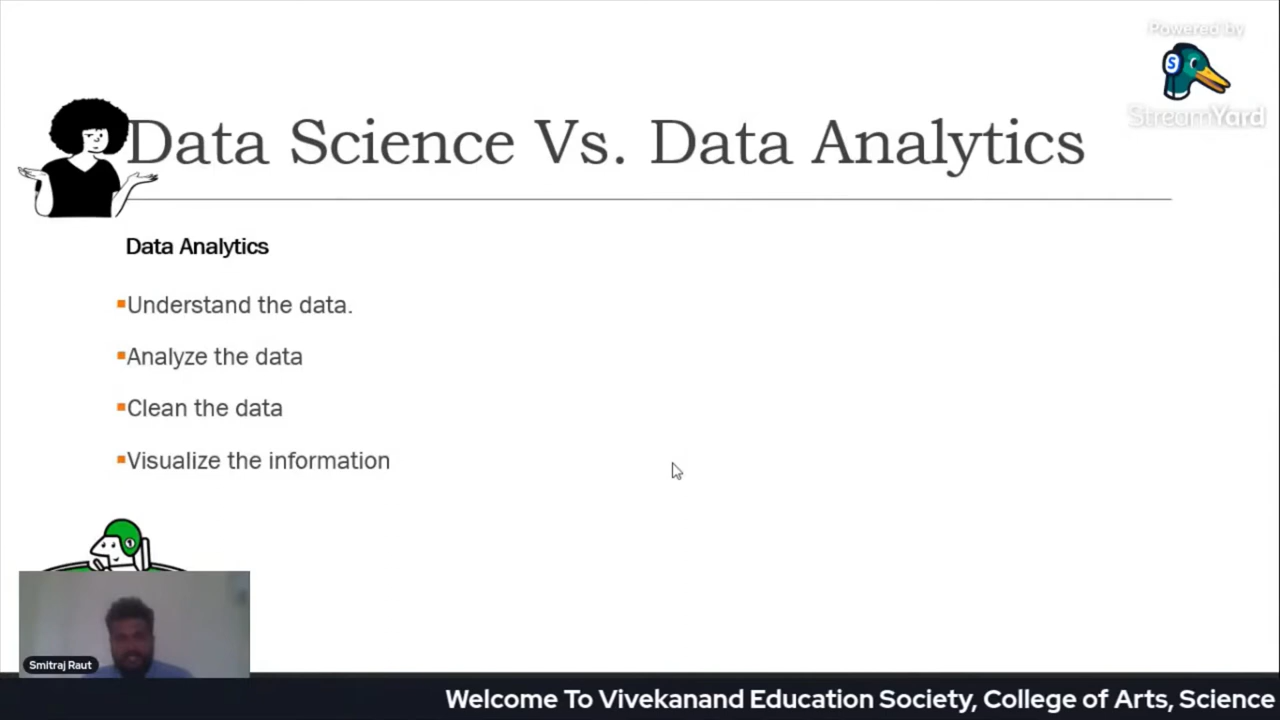 Powered by
StreamYard
Data Science Vs. Data Analytics
Data Analytics
Understand the data.
Analyze the data
Clean the data
Visualize the information
Smitraj Raut
Welcome To Vivekanand Education Society, College of Arts, Science